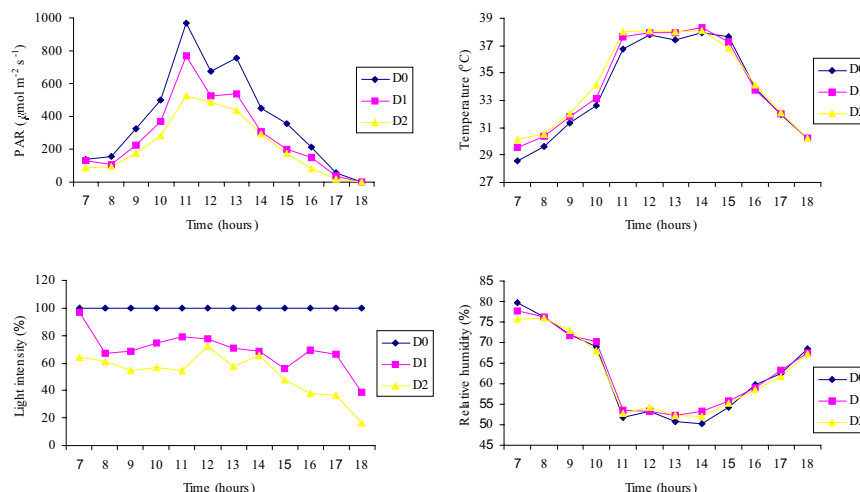 1000
800
600
400
200
0
PAR (μmol m⁻² s⁻¹)
7 8 9 10 11 12 13 14 15 16 17 18
Time (hours)
D0
D1
D2
39
37
35
33
31
29
27
Temperature (°C)
7 8 9 10 11 12 13 14 15 16 17 18
Time (hours)
D0
D1
D2
120
100
80
60
40
20
0
Light intensity (%)
7 8 9 10 11 12 13 14 15 16 17 18
Time (hours)
D0
D1
D2
85
80
75
70
65
60
55
50
45
Relative humidity (%)
7 8 9 10 11 12 13 14 15 16 17 18
Time (hours)
D0
D1
D2